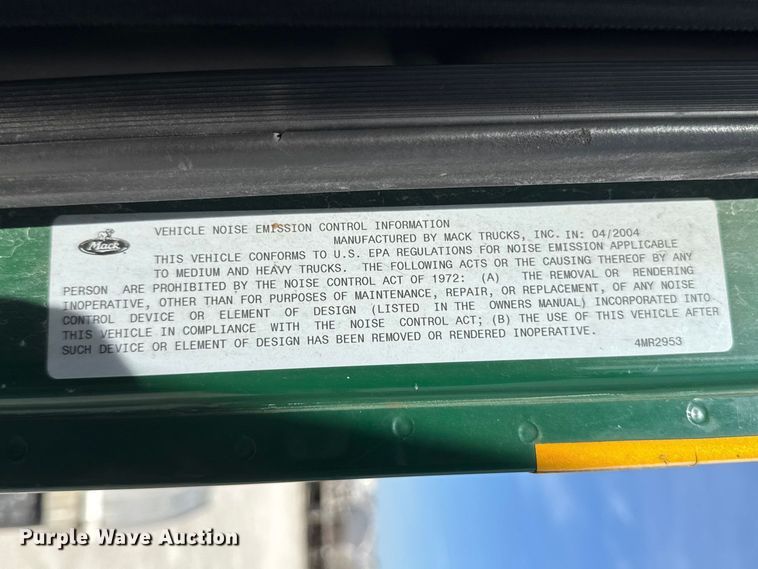 Mack
VEHICLE NOISE EMISSION CONTROL INFORMATION
MANUFACTURED BY MACK TRUCKS, INC. IN: 04/2004
THIS VEHICLE CONFORMS TO U.S. EPA REGULATIONS FOR NOISE EMISSION APPLICABLE
TO MEDIUM AND HEAVY TRUCKS. THE FOLLOWING ACTS OR THE CAUSING THEREOF BY ANY
PERSON ARE PROHIBITED BY THE NOISE CONTROL ACT OF 1972: (A) THE REMOVAL OR RENDERING
INOPERATIVE, OTHER THAN FOR PURPOSES OF MAINTENANCE, REPAIR, OR REPLACEMENT, OF ANY NOISE
CONTROL DEVICE OR ELEMENT OF DESIGN (LISTED IN THE OWNERS MANUAL) INCORPORATED INTO
THIS VEHICLE IN COMPLIANCE WITH THE NOISE CONTROL ACT; (B) THE USE OF THIS VEHICLE AFTER
SUCH DEVICE OR ELEMENT OF DESIGN HAS BEEN REMOVED OR RENDERED INOPERATIVE.
4MR2953
Purple Wave Auction